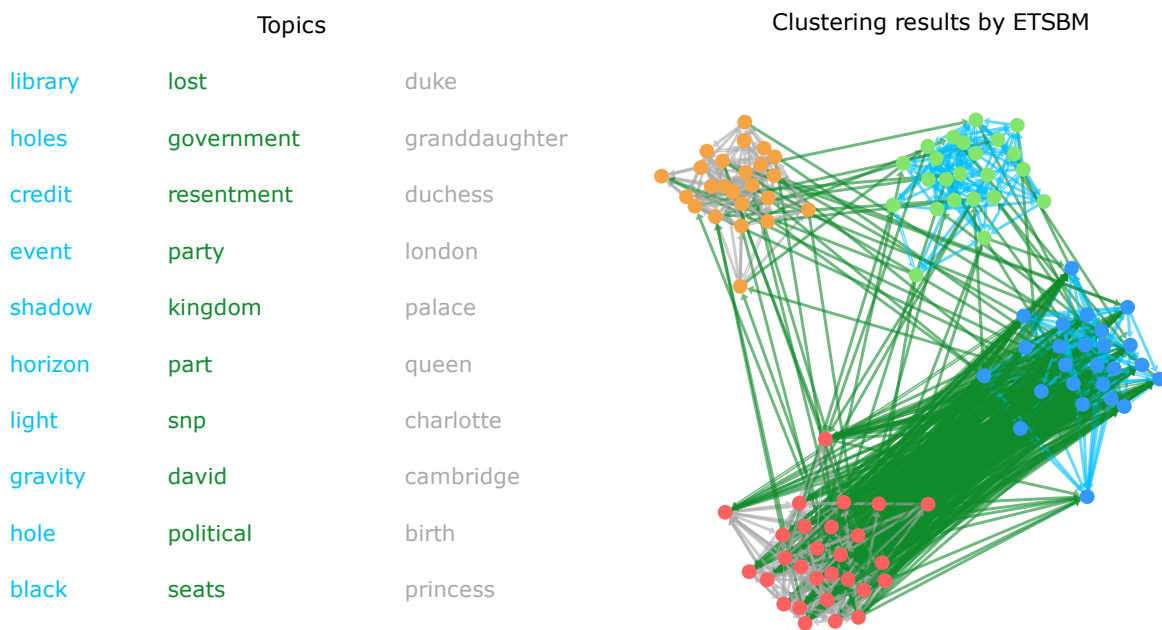 Topics
Clustering results by ETSBM
library lost duke
holes government granddaughter
credit resentment duchess
event party london
shadow kingdom palace
horizon part queen
light snp charlotte
gravity david cambridge
hole political birth
black seats princess